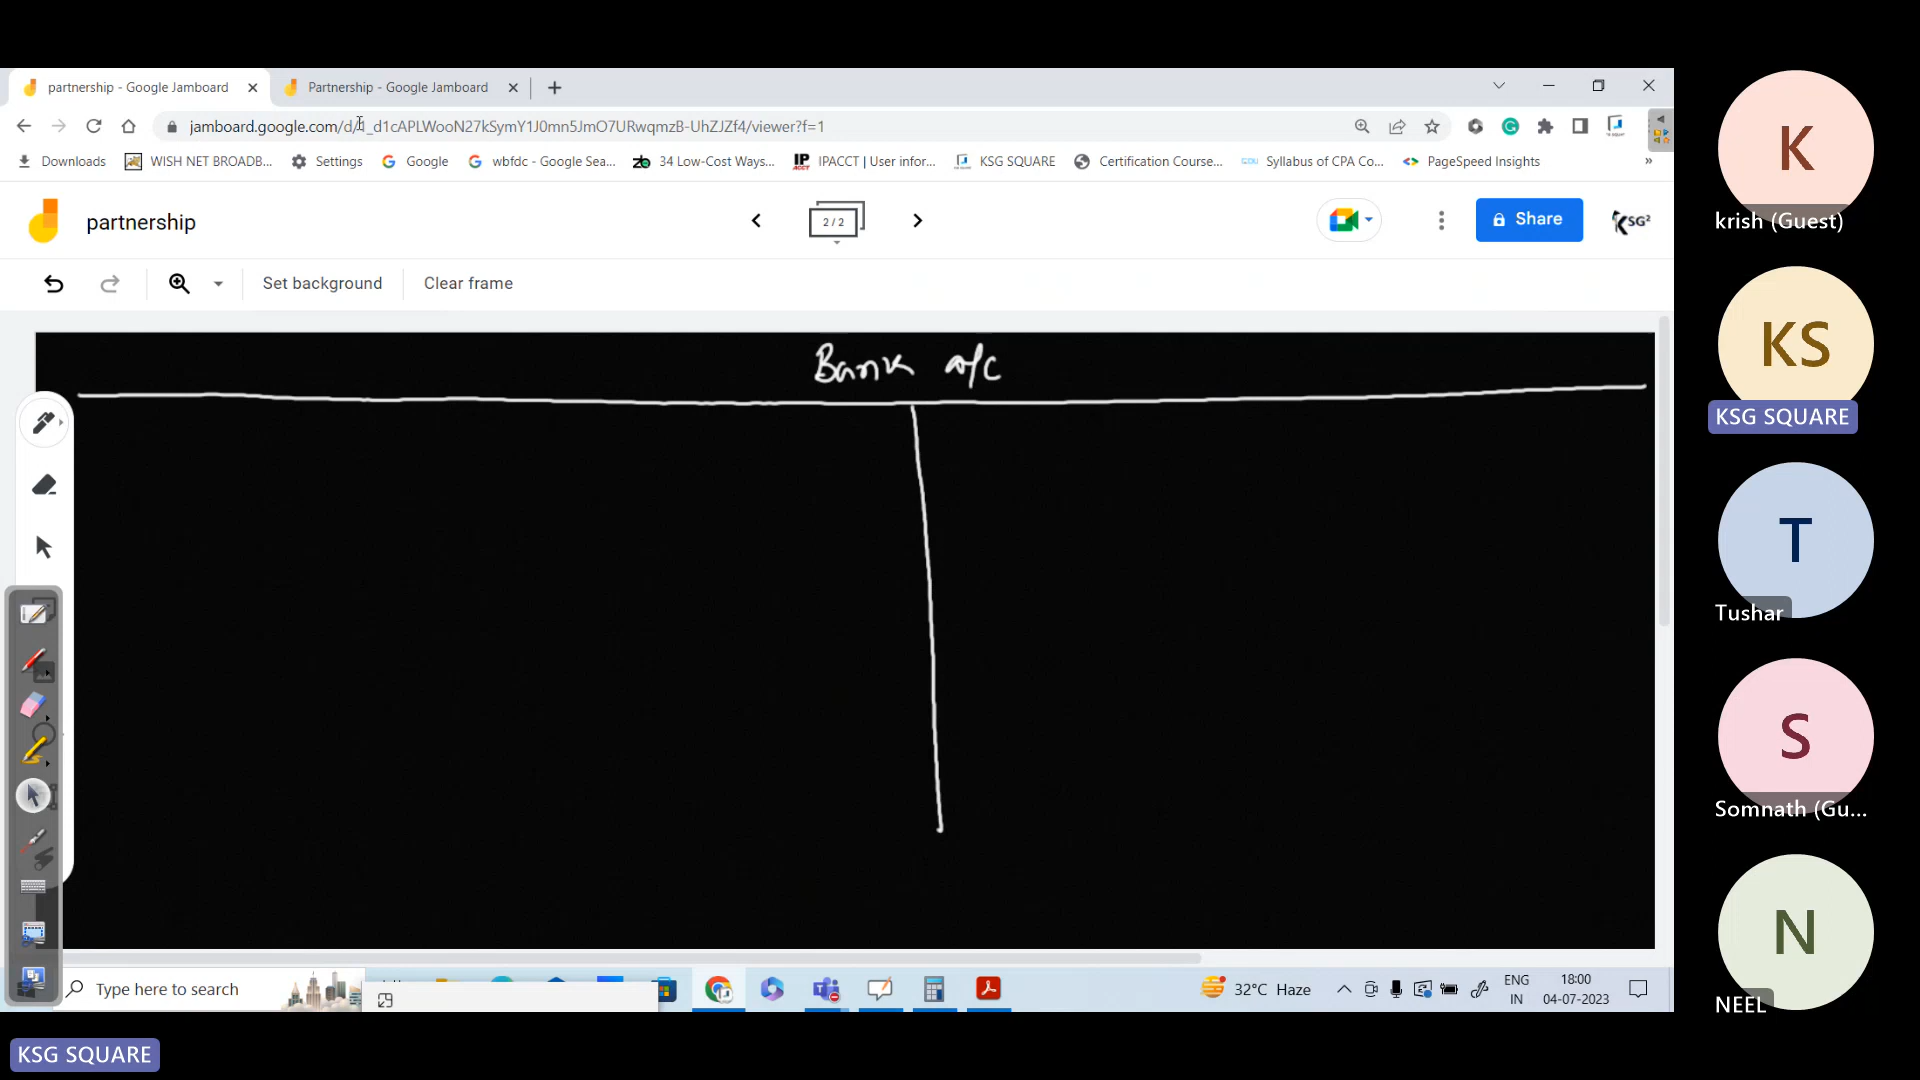 partnership - Google Jamboard
Partnership - Google Jamboard
jamboard.google.com/d/1_d1cAPLWooN27kSymY1J0mn5JmO7URwqmzB-UhZJZf4/viewer?f=1
Downloads WISH NET BROADB... Settings Google wbfdc - Google Sea... 34 Low-Cost Ways... IPACCT | User infor... KSG SQUARE Certification Course... Syllabus of CPA Co... PageSpeed Insights »
partnership
2 / 2
Share
KSG²
Set background
Clear frame
Bank a/c
Type here to search
32°C Haze
ENG
IN
18:00
04-07-2023
K
krish (Guest)
KS
KSG SQUARE
T
Tushar
S
Somnath (Gu...
N
NEEL
KSG SQUARE